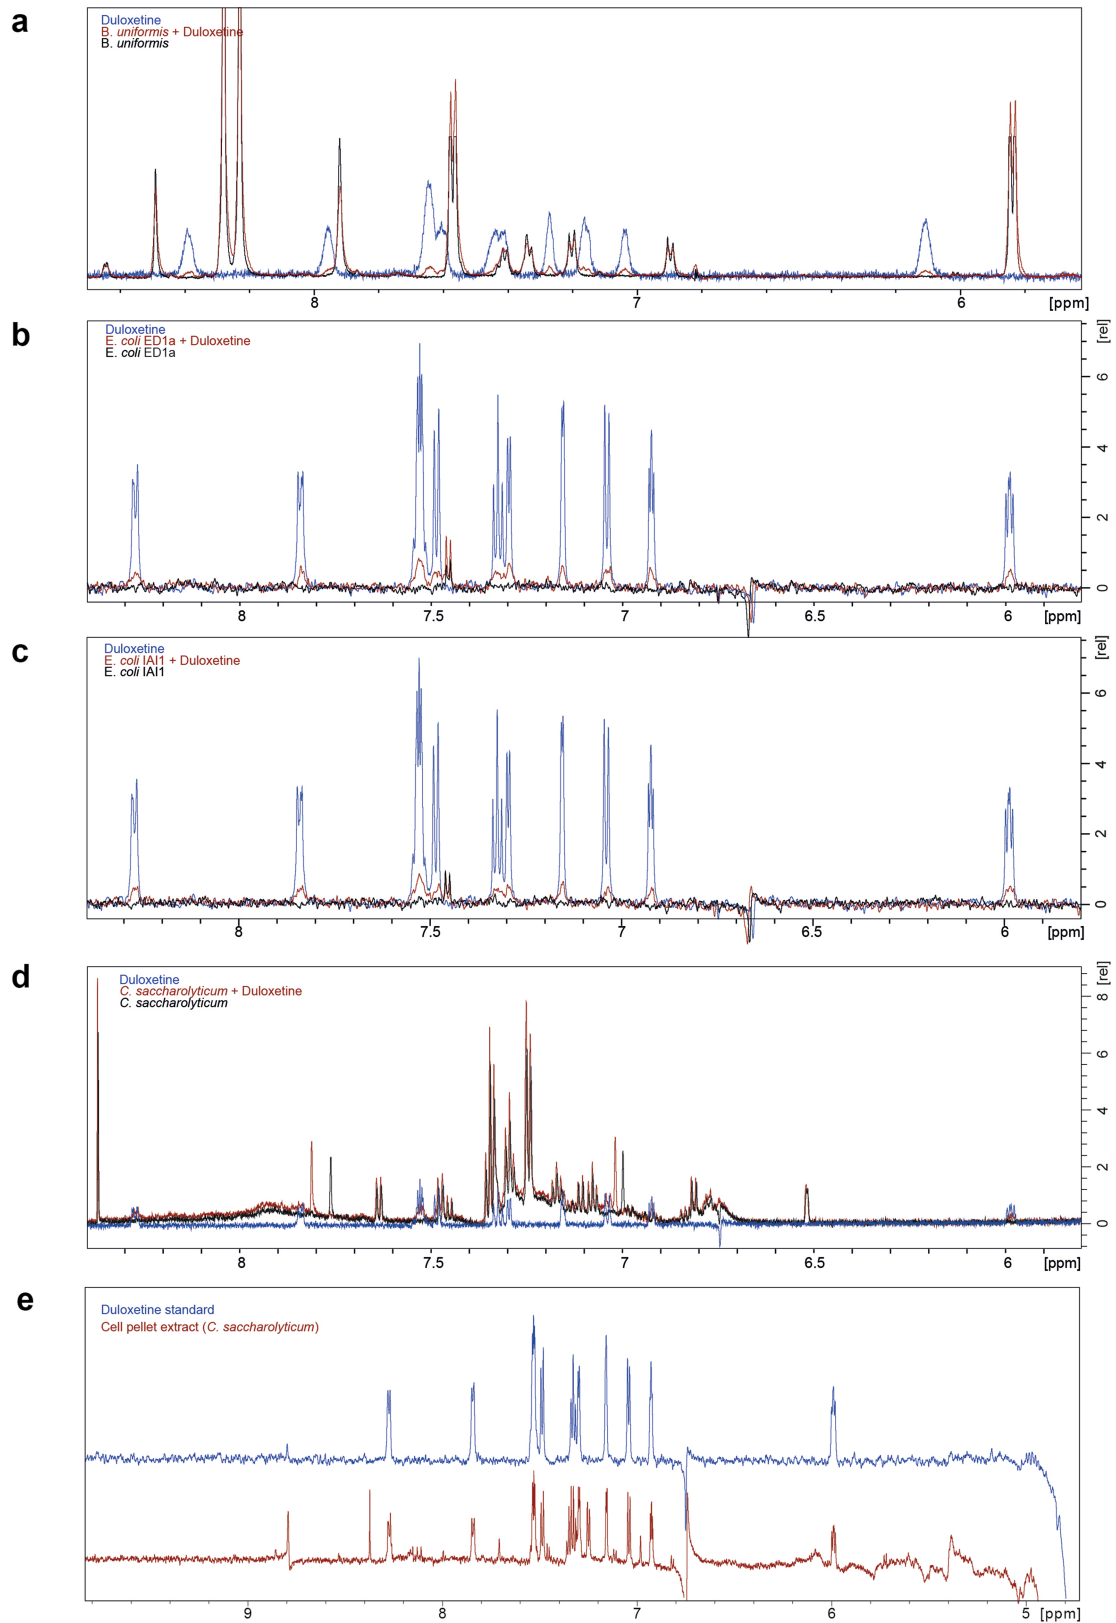 a
Duloxetine
B. uniformis + Duloxetine
B. uniformis
8 7 6 [ppm]
b
Duloxetine
E. coli ED1a + Duloxetine
E. coli ED1a
[rel]
6
4
2
0
8 7.5 7 6.5 6 [ppm]
c
Duloxetine
E. coli IAI1 + Duloxetine
E. coli IAI1
[rel]
6
4
2
0
8 7.5 7 6.5 6 [ppm]
d
Duloxetine
C. saccharolyticum + Duloxetine
C. saccharolyticum
[rel]
8
6
4
2
0
8 7.5 7 6.5 6 [ppm]
e
Duloxetine standard
Cell pellet extract (C. saccharolyticum)
9 8 7 6 5 [ppm]